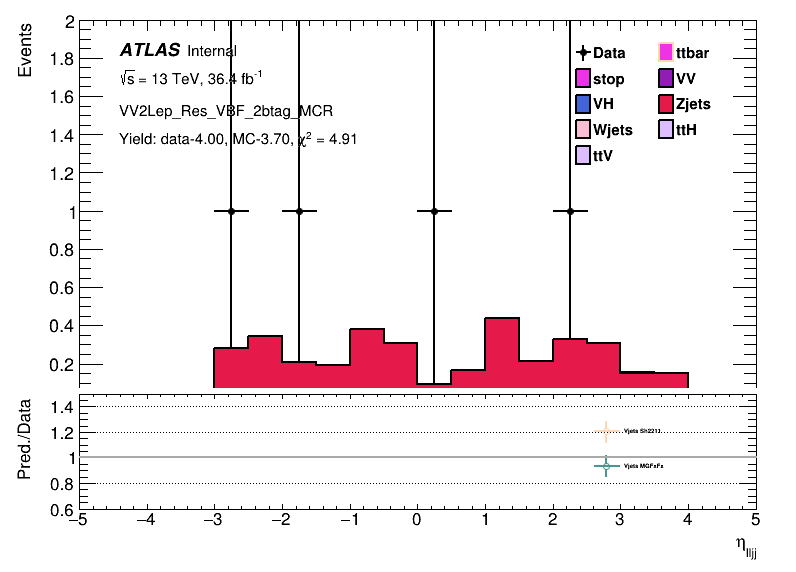 Events
2
1.8
1.6
1.4
1.2
1
0.8
0.6
0.4
0.2
ATLAS Internal
√s = 13 TeV, 36.4 fb⁻¹
VV2Lep_Res_VBF_2btag_MCR
Yield: data-4.00, MC-3.70, χ² = 4.91
Data ttbar
stop VV
VH Zjets
Wjets ttH
ttV
Pred./Data
1.4
1.2
1
0.8
0.6
Vjets Sh2211
Vjets MGFxFx
−5 −4 −3 −2 −1 0 1 2 3 4 5
η_lljj